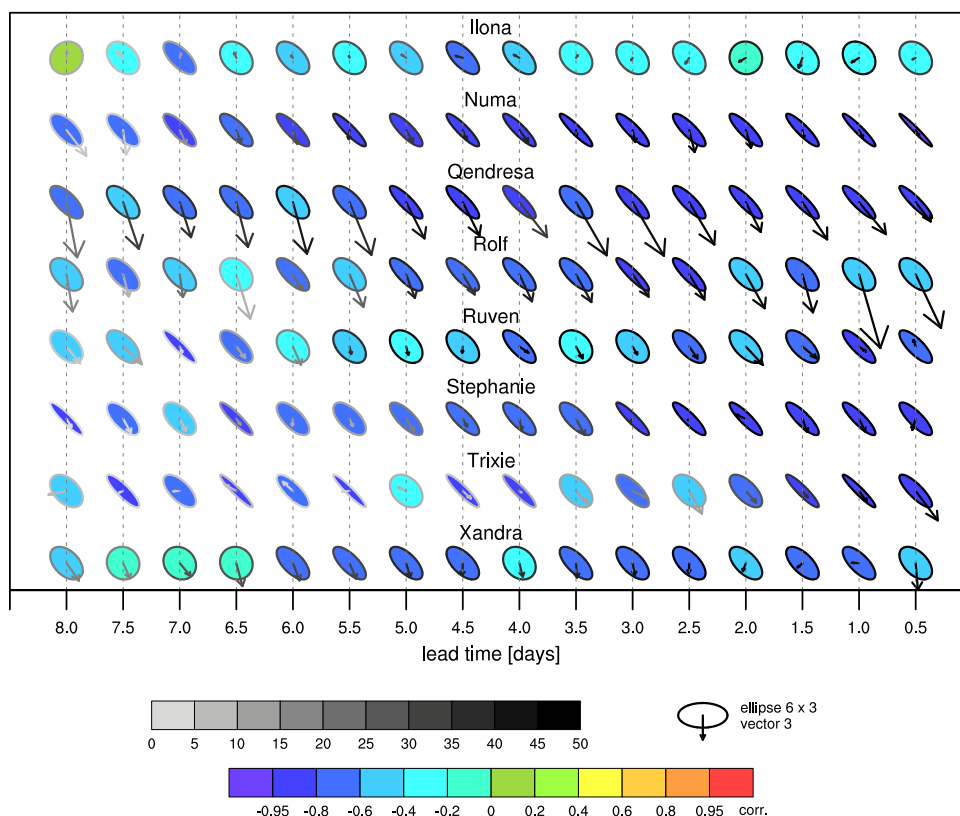 Ilona
Numa
Qendresa
Rolf
Ruven
Stephanie
Trixie
Xandra
8.0 7.5 7.0 6.5 6.0 5.5 5.0 4.5 4.0 3.5 3.0 2.5 2.0 1.5 1.0 0.5
lead time [days]
ellipse 6 x 3
vector 3
0 5 10 15 20 25 30 35 40 45 50
-0.95 -0.8 -0.6 -0.4 -0.2 0 0.2 0.4 0.6 0.8 0.95 corr.